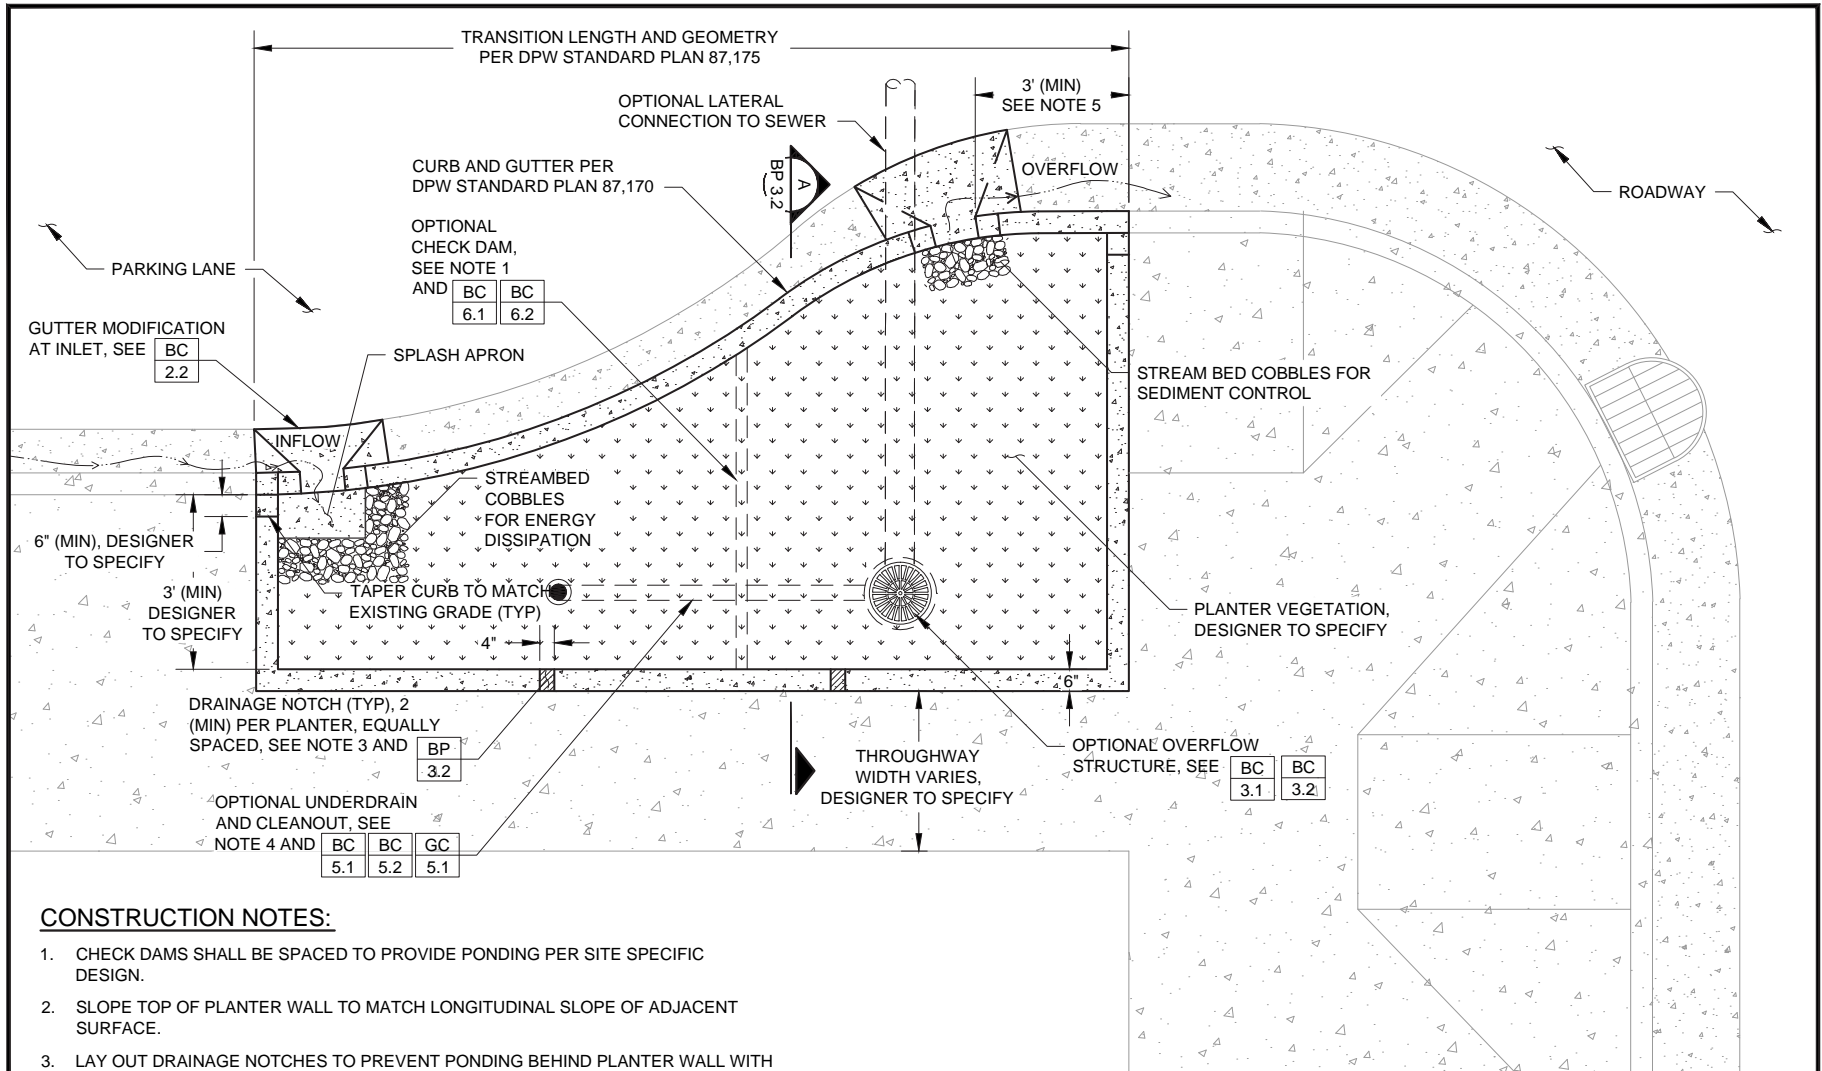 TRANSITION LENGTH AND GEOMETRY
PER DPW STANDARD PLAN 87,175
3' (MIN)
SEE NOTE 5
OPTIONAL LATERAL
CONNECTION TO SEWER
CURB AND GUTTER PER
DPW STANDARD PLAN 87,170
A
BP 3.2
OVERFLOW
ROADWAY
OPTIONAL
CHECK DAM,
SEE NOTE 1
AND BC BC
6.1 6.2
PARKING LANE
GUTTER MODIFICATION
AT INLET, SEE BC
2.2
SPLASH APRON
STREAM BED COBBLES FOR
SEDIMENT CONTROL
INFLOW
STREAMBED
COBBLES
FOR ENERGY
DISSIPATION
6" (MIN), DESIGNER
TO SPECIFY
3' (MIN)
DESIGNER
TO SPECIFY
TAPER CURB TO MATCH
EXISTING GRADE (TYP)
PLANTER VEGETATION,
DESIGNER TO SPECIFY
4"
6"
DRAINAGE NOTCH (TYP), 2
(MIN) PER PLANTER, EQUALLY
SPACED, SEE NOTE 3 AND BP
3.2
THROUGHWAY
WIDTH VARIES,
DESIGNER TO SPECIFY
OPTIONAL OVERFLOW
STRUCTURE, SEE BC BC
3.1 3.2
OPTIONAL UNDERDRAIN
AND CLEANOUT, SEE
NOTE 4 AND BC BC GC
5.1 5.2 5.1
CONSTRUCTION NOTES:
1. CHECK DAMS SHALL BE SPACED TO PROVIDE PONDING PER SITE SPECIFIC
DESIGN.
2. SLOPE TOP OF PLANTER WALL TO MATCH LONGITUDINAL SLOPE OF ADJACENT
SURFACE.
3. LAY OUT DRAINAGE NOTCHES TO PREVENT PONDING BEHIND PLANTER WALL WITH